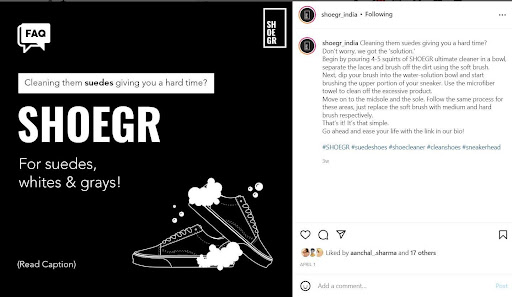 FAQ
SH
OE
GR
Cleaning them suedes giving you a hard time?
SHOEGR
For suedes,
whites & grays!
(Read Caption)
shoegr_india • Following
shoegr_india Cleaning them suedes giving you a hard time?
Don't worry, we got the 'solution.'
Begin by pouring 4-5 squirts of SHOEGR ultimate cleaner in a bowl,
separate the laces and brush off the dirt using the soft brush.
Next, dip your brush into the water-solution bowl and start
brushing the upper portion of your sneaker. Use the microfiber
towel to clean off the excessive product.
Move on to the midsole and the sole. Follow the same process for
these areas, just replace the soft brush with medium and hard
brush respectively.
That's it! It's that simple.
Go ahead and ease your life with the link in our bio!
#SHOEGR #suedeshoes #shoecleaner #cleanshoes #sneakerhead
3w
Liked by aanchal_sharma and 17 others
APRIL 1
Add a comment...
Post